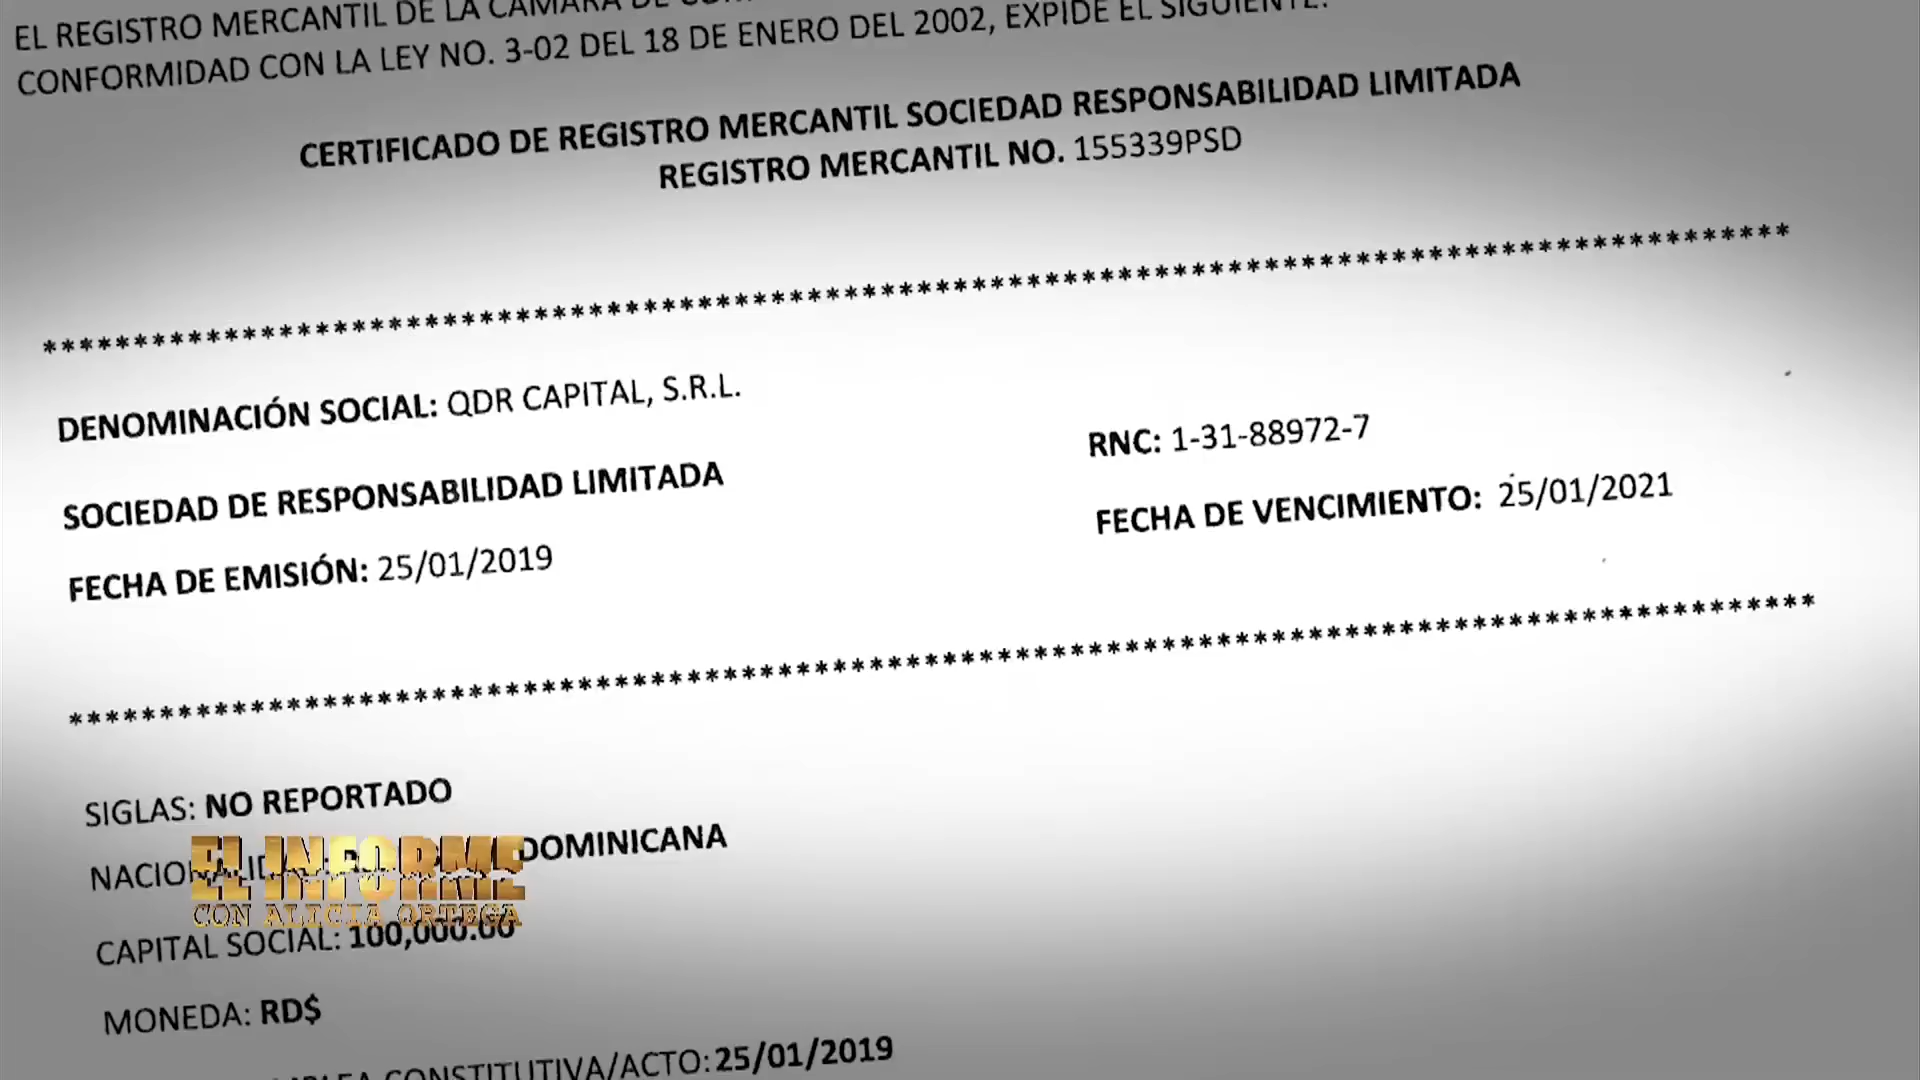 EL REGISTRO MERCANTIL DE LA CÁMARA DE
CONFORMIDAD CON LA LEY NO. 3-02 DEL 18 DE ENERO DEL 2002, EXPIDE EL SIGUIENTE:
CERTIFICADO DE REGISTRO MERCANTIL SOCIEDAD RESPONSABILIDAD LIMITADA
REGISTRO MERCANTIL NO. 155339PSD
DENOMINACIÓN SOCIAL: QDR CAPITAL, S.R.L.
RNC: 1-31-88972-7
SOCIEDAD DE RESPONSABILIDAD LIMITADA
FECHA DE VENCIMIENTO: 25/01/2021
FECHA DE EMISIÓN: 25/01/2019
SIGLAS: NO REPORTADO
DOMINICANA
EL INFORME
CON ALICIA ORTEGA
CAPITAL SOCIAL: 100,000.00
MONEDA: RD$
CONSTITUTIVA/ACTO: 25/01/2019